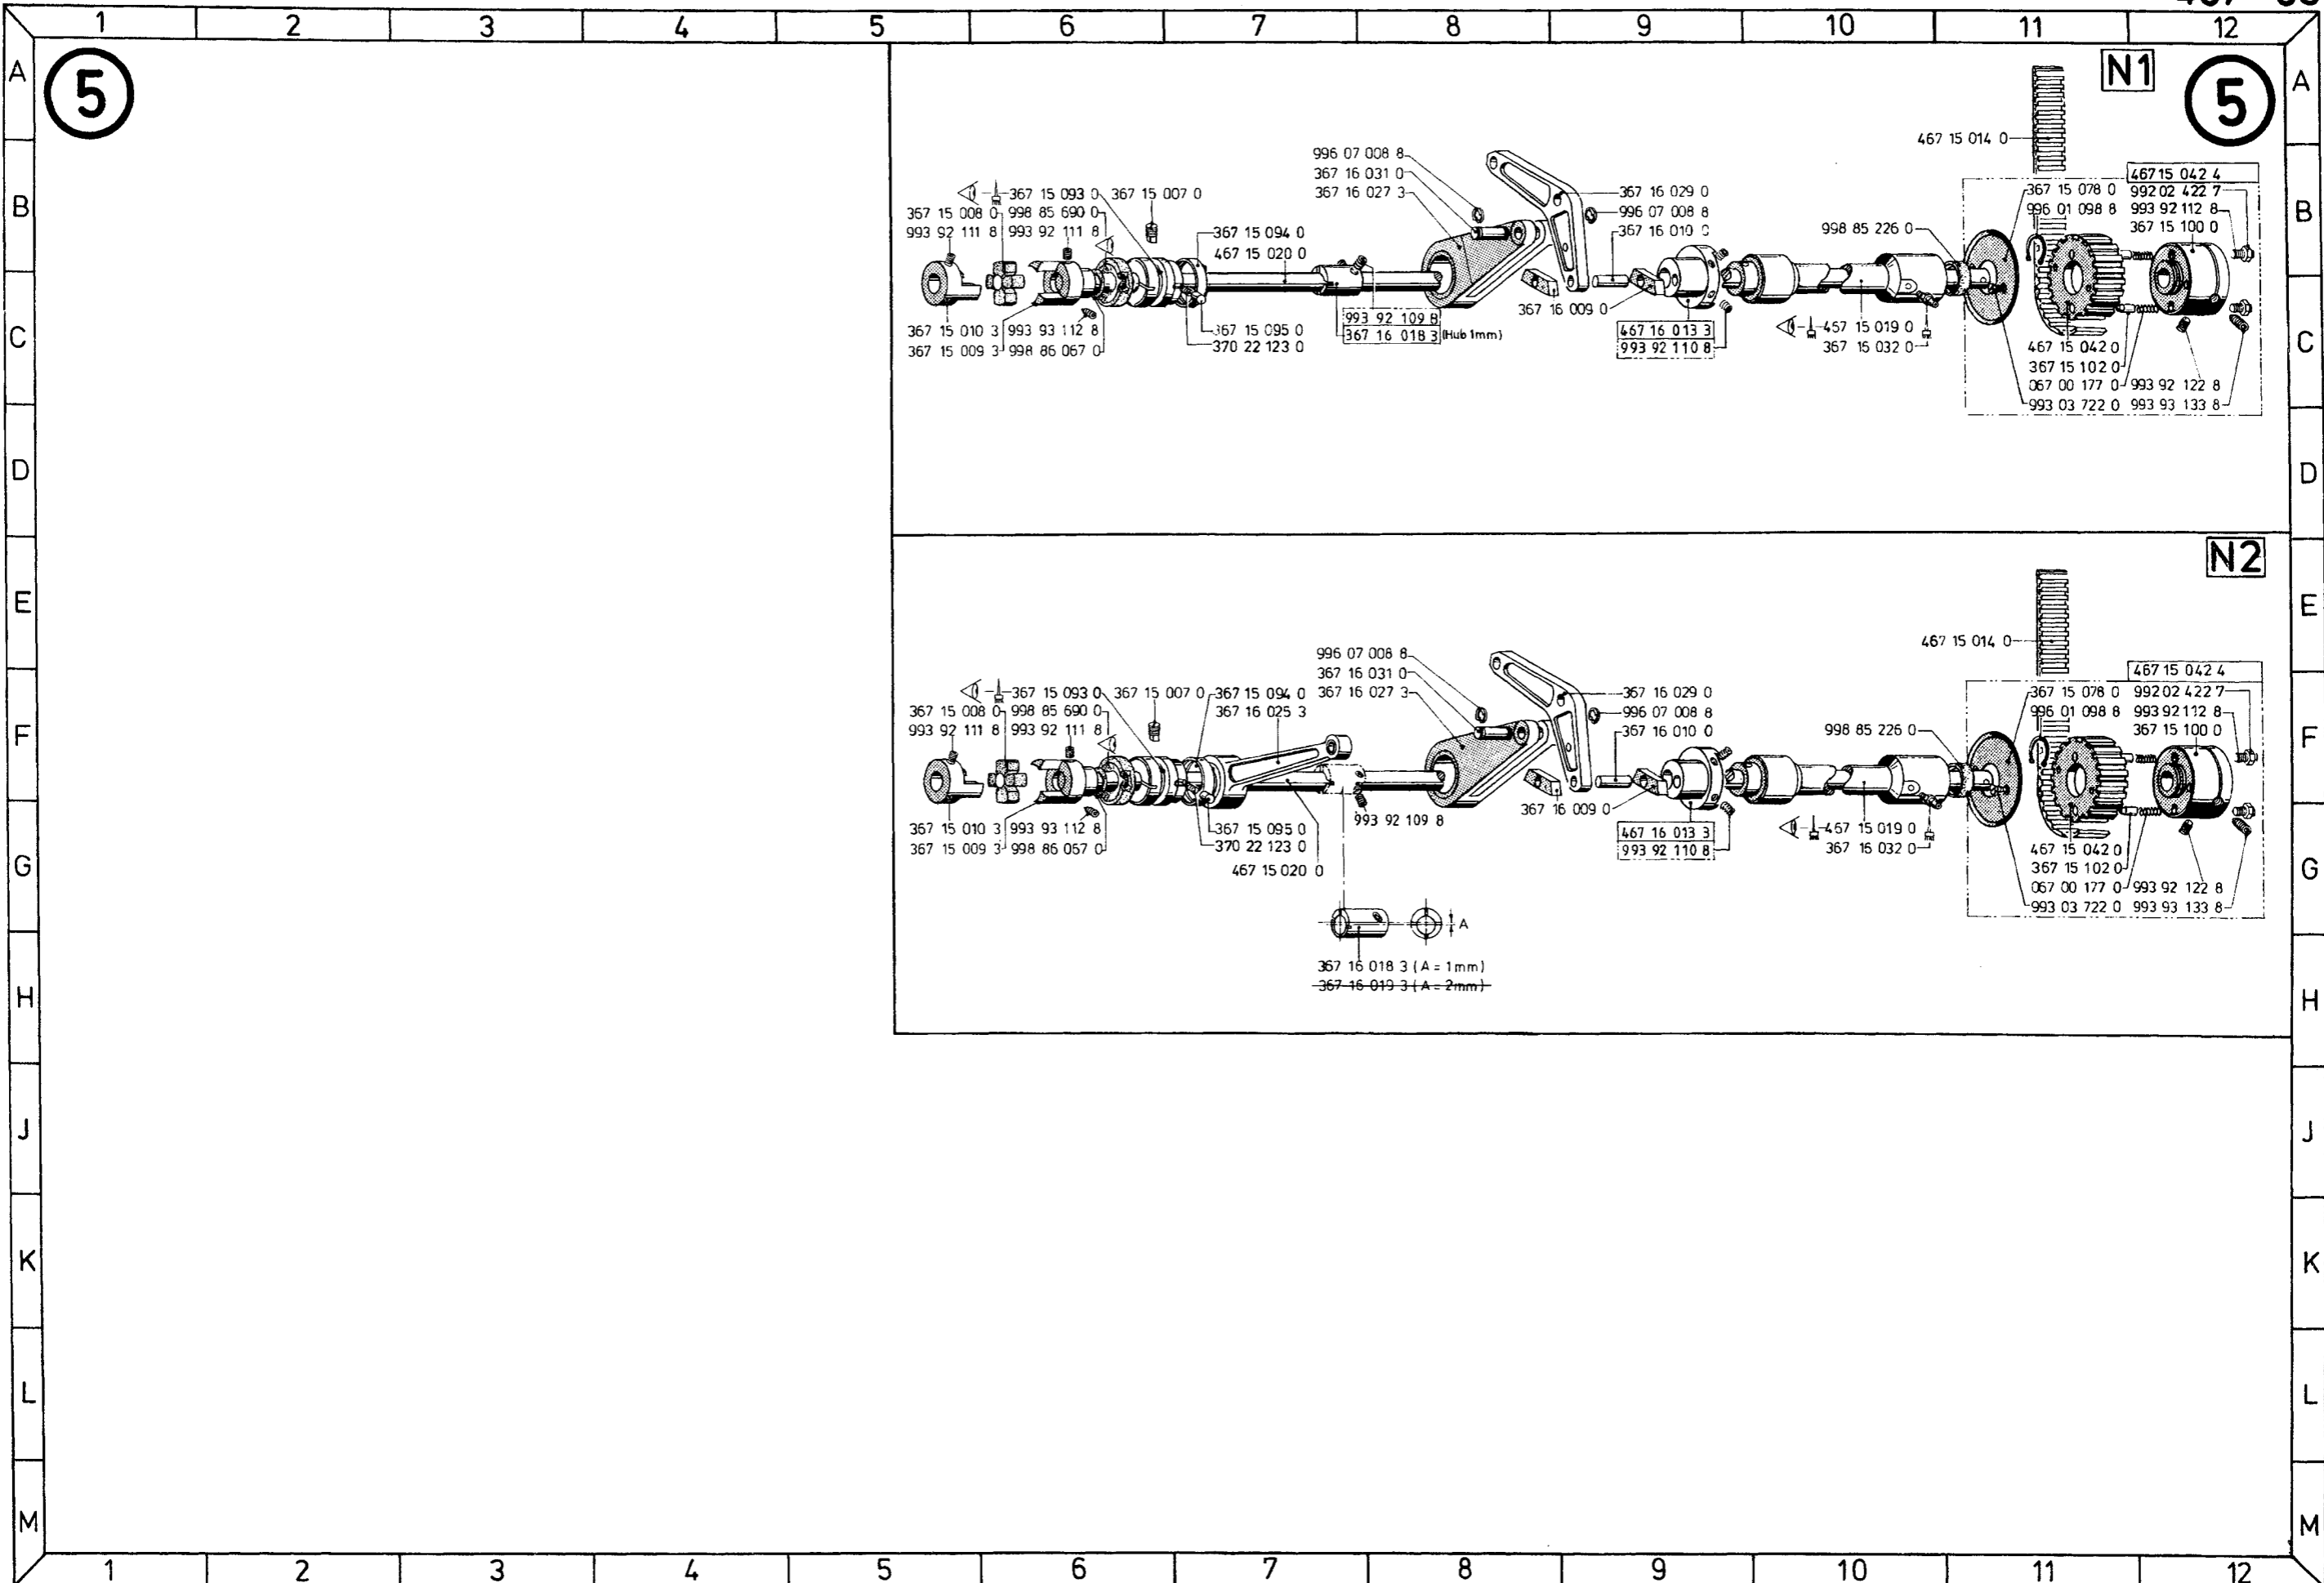 1 2 3 4 5 6 7 8 9 10 11 12
A
B
C
D
E
F
G
H
J
K
L
M
5
N1
5
467 15 014 0
996 07 008 8
367 16 031 0
367 16 027 3
367 16 029 0
996 07 008 8
367 16 010 0
367 15 093 0 367 15 007 0
367 15 008 0 998 85 690 0
993 92 111 8 993 92 111 8
367 15 094 0
467 15 020 0
998 85 226 0
467 15 042 4
367 15 078 0 992 02 422 7
996 01 098 8 993 92 112 8
367 15 100 0
367 15 010 3 993 93 112 8
367 15 009 3 998 86 067 0
367 15 095 0
370 22 123 0
993 92 109 8
367 16 018 3 (Hub 1mm)
367 16 009 0
467 16 013 3
993 92 110 8
467 15 019 0
367 15 032 0
467 15 042 0
367 15 102 0
067 00 177 0 993 92 122 8
993 03 722 0 993 93 133 8
N2
467 15 014 0
996 07 008 8
367 16 031 0
367 16 027 3
367 16 029 0
996 07 008 8
367 16 010 0
367 15 093 0 367 15 007 0 367 15 094 0
367 15 008 0 998 85 690 0 367 16 025 3
993 92 111 8 993 92 111 8
998 85 226 0
467 15 042 4
367 15 078 0 992 02 422 7
996 01 098 8 993 92 112 8
367 15 100 0
367 15 010 3 993 93 112 8
367 15 009 3 998 86 067 0
367 15 095 0
370 22 123 0
467 15 020 0
993 92 109 8
367 16 009 0
467 16 013 3
993 92 110 8
467 15 019 0
367 15 032 0
467 15 042 0
367 15 102 0
067 00 177 0 993 92 122 8
993 03 722 0 993 93 133 8
A
367 16 018 3 (A = 1mm)
367 16 019 3 (A = 2mm)
A
B
C
D
E
F
G
H
J
K
L
M
1 2 3 4 5 6 7 8 9 10 11 12